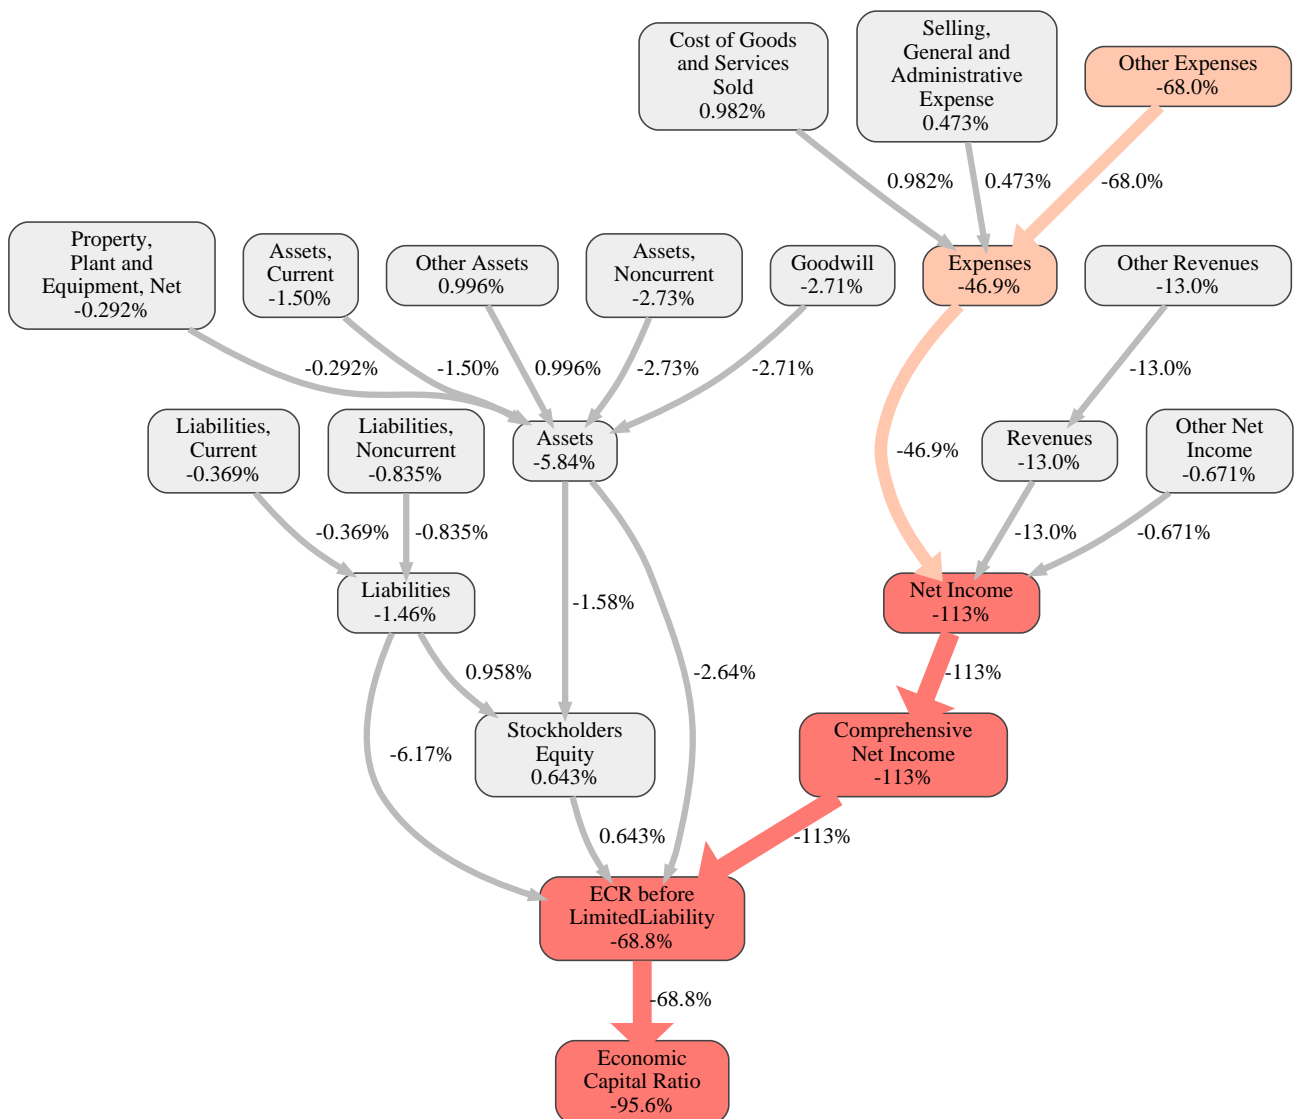 Cost of Goods
and Services
Sold
0.982%
Selling,
General and
Administrative
Expense
0.473%
Other Expenses
-68.0%
0.982%
0.473%
-68.0%
Property,
Plant and
Equipment, Net
-0.292%
Assets,
Current
-1.50%
Other Assets
0.996%
Assets,
Noncurrent
-2.73%
Goodwill
-2.71%
Expenses
-46.9%
Other Revenues
-13.0%
-0.292%
-1.50%
0.996%
-2.73%
-2.71%
-13.0%
Liabilities,
Current
-0.369%
Liabilities,
Noncurrent
-0.835%
Assets
-5.84%
-46.9%
Revenues
-13.0%
Other Net
Income
-0.671%
-0.369%
-0.835%
-13.0%
-0.671%
Liabilities
-1.46%
-1.58%
Net Income
-113%
0.958%
-2.64%
-113%
Stockholders
Equity
0.643%
Comprehensive
Net Income
-113%
-6.17%
0.643%
-113%
ECR before
LimitedLiability
-68.8%
-68.8%
Economic
Capital Ratio
-95.6%